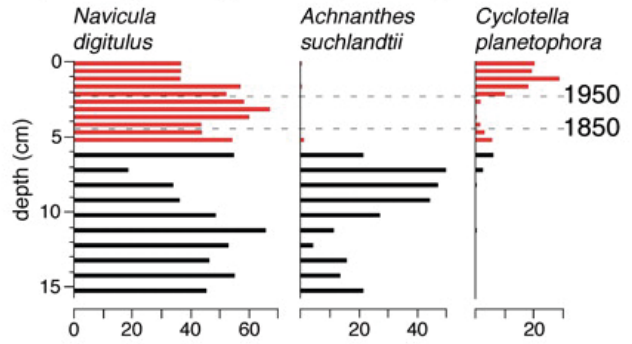 Navicula
digitulus
Achnanthes
suchlandtii
Cyclotella
planetophora
0
5
10
15
depth (cm)
1950
1850
0 20 40 60
20 40
20